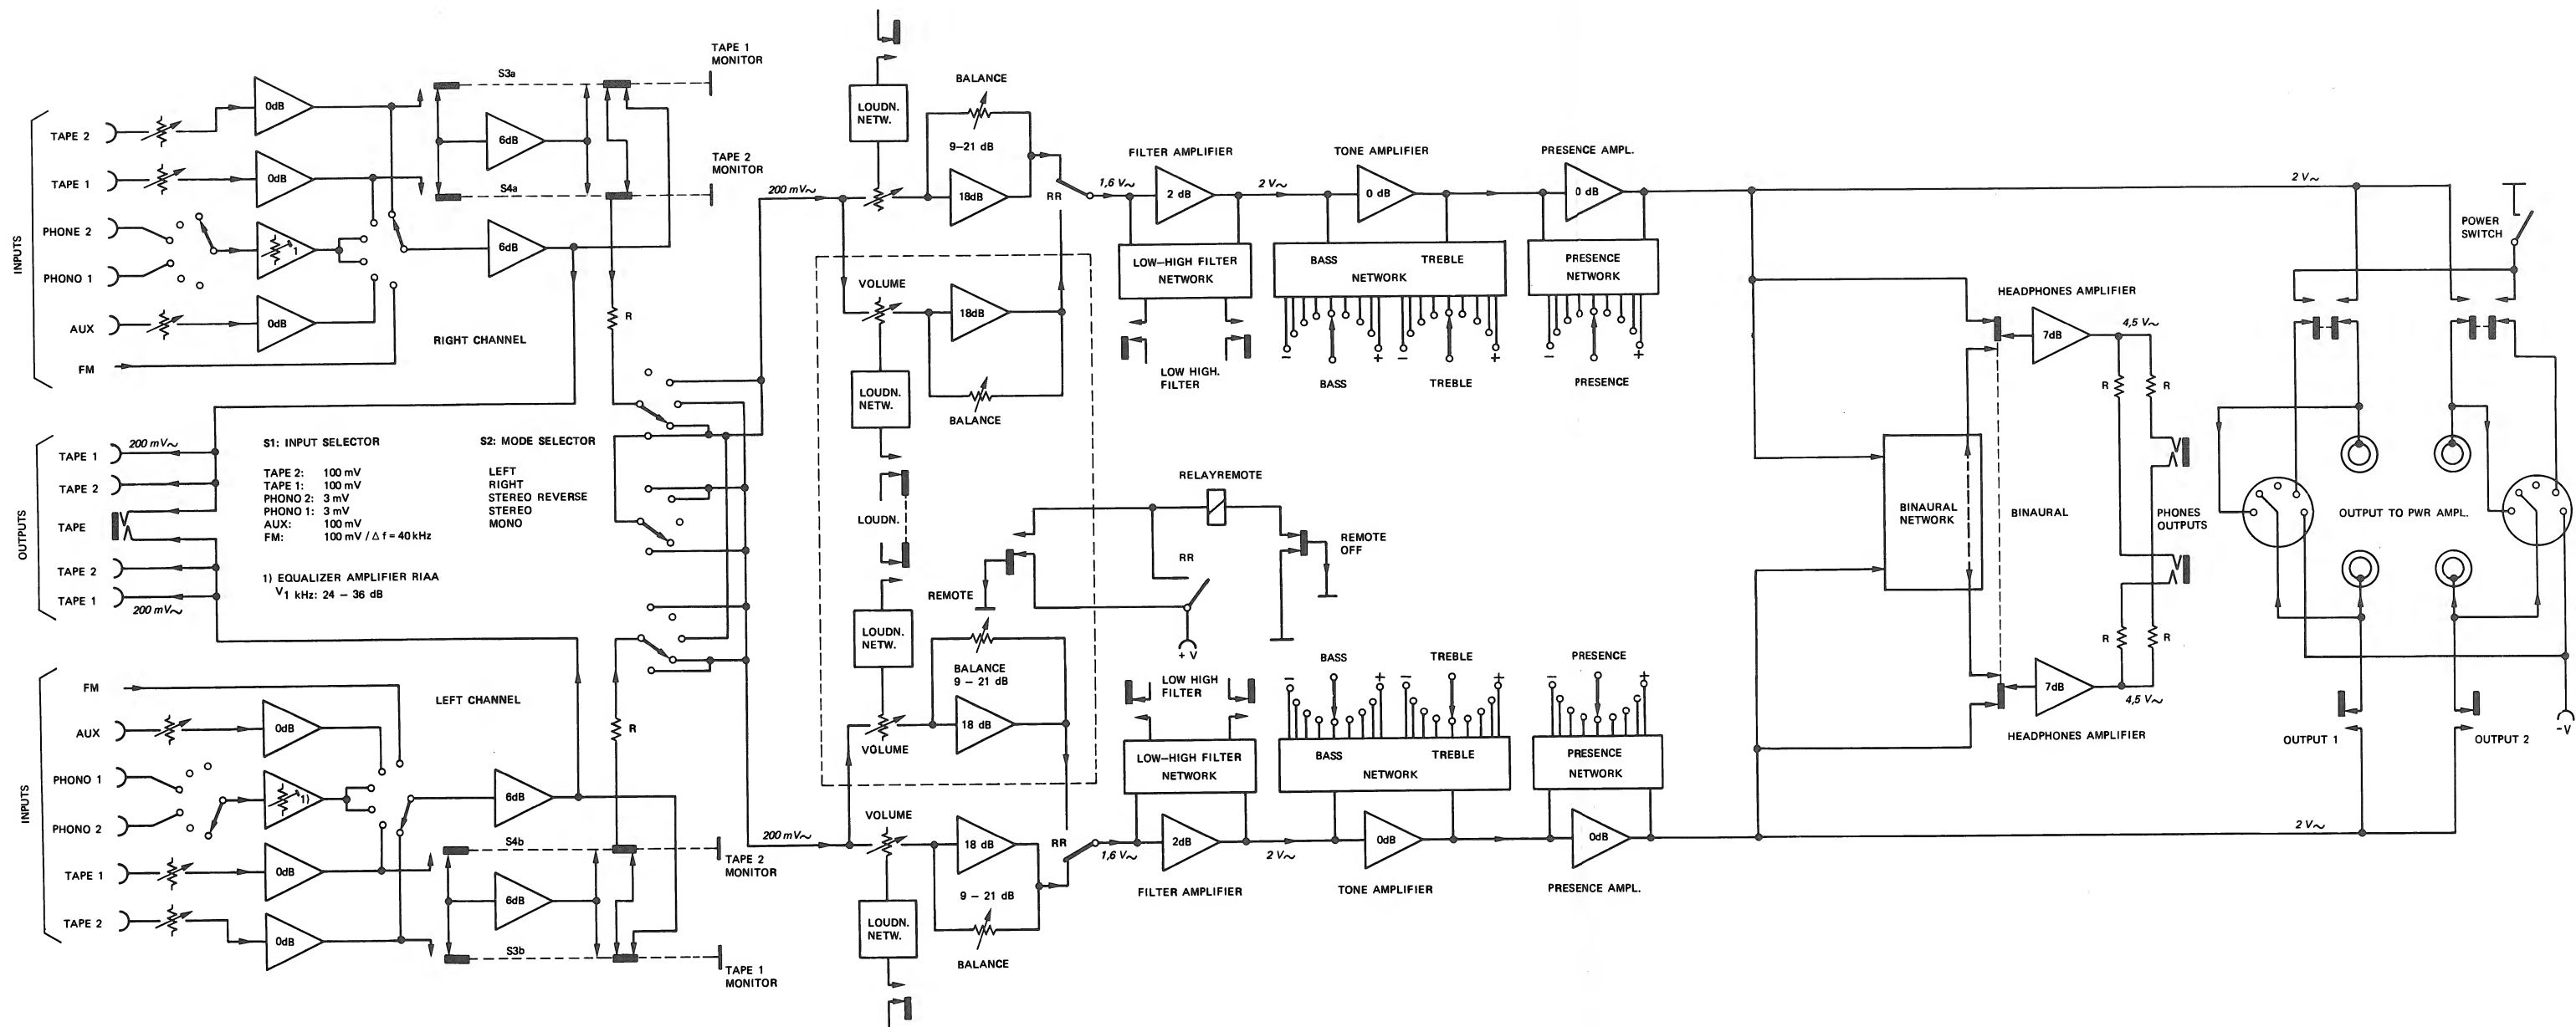 TAPE 1
MONITOR
S3a
TAPE 2
0dB
6dB
TAPE 1
0dB
S4a
TAPE 2
MONITOR
PHONE 2
1
6dB
PHONO 1
INPUTS
AUX
0dB
RIGHT CHANNEL
R
FM
OUTPUTS
TAPE 1
200 mV~
TAPE 2
TAPE
TAPE 2
TAPE 1
200 mV~
S1: INPUT SELECTOR
TAPE 2: 100 mV
TAPE 1: 100 mV
PHONO 2: 3 mV
PHONO 1: 3 mV
AUX: 100 mV
FM: 100 mV / Δ f = 40 kHz
1) EQUALIZER AMPLIFIER RIAA
V1 kHz: 24 – 36 dB
S2: MODE SELECTOR
LEFT
RIGHT
STEREO REVERSE
STEREO
MONO
INPUTS
FM
LEFT CHANNEL
AUX
0dB
R
PHONO 1
1)
6dB
PHONO 2
S4b
TAPE 2
MONITOR
TAPE 1
0dB
6dB
TAPE 2
0dB
S3b
TAPE 1
MONITOR
LOUDN.
NETW.
BALANCE
9–21 dB
18dB
RR
200 mV~
VOLUME
18dB
LOUDN.
NETW.
BALANCE
LOUDN.
RELAYREMOTE
REMOTE
OFF
RR
REMOTE
+ V
LOUDN.
NETW.
BALANCE
9 – 21 dB
18 dB
VOLUME
200 mV~
VOLUME
18 dB
RR
9 – 21 dB
LOUDN.
NETW.
BALANCE
FILTER AMPLIFIER
1,6 V~
2 dB
2 V~
LOW–HIGH FILTER
NETWORK
LOW HIGH.
FILTER
TONE AMPLIFIER
0 dB
BASS
TREBLE
NETWORK
– + – +
BASS
TREBLE
PRESENCE AMPL.
0 dB
PRESENCE
NETWORK
– +
PRESENCE
LOW HIGH
FILTER
LOW–HIGH FILTER
NETWORK
1,6 V~
2dB
2 V~
FILTER AMPLIFIER
BASS
TREBLE
– + – +
BASS
TREBLE
NETWORK
0dB
TONE AMPLIFIER
PRESENCE
– +
PRESENCE
NETWORK
0dB
PRESENCE AMPL.
2 V~
HEADPHONES AMPLIFIER
7dB
4,5 V~
R
R
BINAURAL
NETWORK
BINAURAL
PHONES
OUTPUTS
R
R
7dB
4,5 V~
HEADPHONES AMPLIFIER
POWER
SWITCH
OUTPUT TO PWR AMPL.
OUTPUT 1
OUTPUT 2
–V
2 V~